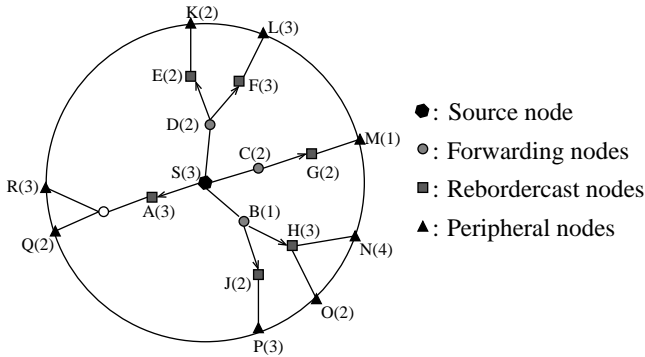 K(2)
L(3)
E(2)
F(3)
D(2)
C(2)
M(1)
S(3)
G(2)
R(3)
A(3)
B(1)
H(3)
N(4)
Q(2)
J(2)
O(2)
P(3)
: Source node
: Forwarding nodes
: Rebordercast nodes
: Peripheral nodes